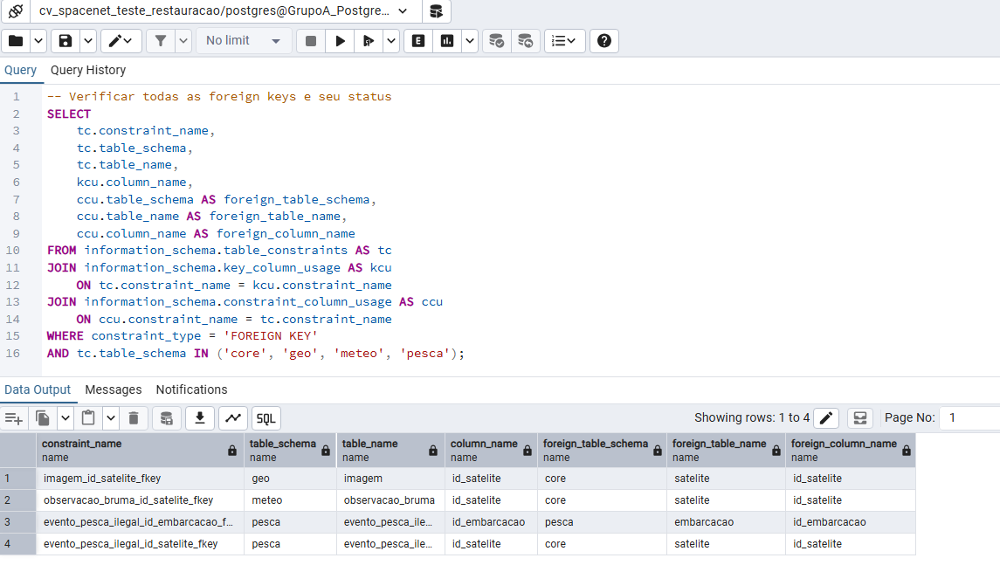 cv_spacenet_teste_restauracao/postgres@GrupoA_Postgre...
No limit
Query Query History
1 -- Verificar todas as foreign keys e seu status
2 SELECT
3 tc.constraint_name,
4 tc.table_schema,
5 tc.table_name,
6 kcu.column_name,
7 ccu.table_schema AS foreign_table_schema,
8 ccu.table_name AS foreign_table_name,
9 ccu.column_name AS foreign_column_name
10 FROM information_schema.table_constraints AS tc
11 JOIN information_schema.key_column_usage AS kcu
12 ON tc.constraint_name = kcu.constraint_name
13 JOIN information_schema.constraint_column_usage AS ccu
14 ON ccu.constraint_name = tc.constraint_name
15 WHERE constraint_type = 'FOREIGN KEY'
16 AND tc.table_schema IN ('core', 'geo', 'meteo', 'pesca');
Data Output Messages Notifications
SQL Showing rows: 1 to 4 Page No: 1
constraint_name table_schema table_name column_name foreign_table_schema foreign_table_name foreign_column_name
name name name name name name name
1 imagem_id_satelite_fkey geo imagem id_satelite core satelite id_satelite
2 observacao_bruma_id_satelite_fkey meteo observacao_bruma id_satelite core satelite id_satelite
3 evento_pesca_ilegal_id_embarcacao_f... pesca evento_pesca_ile... id_embarcacao pesca embarcacao id_embarcacao
4 evento_pesca_ilegal_id_satelite_fkey pesca evento_pesca_ile... id_satelite core satelite id_satelite